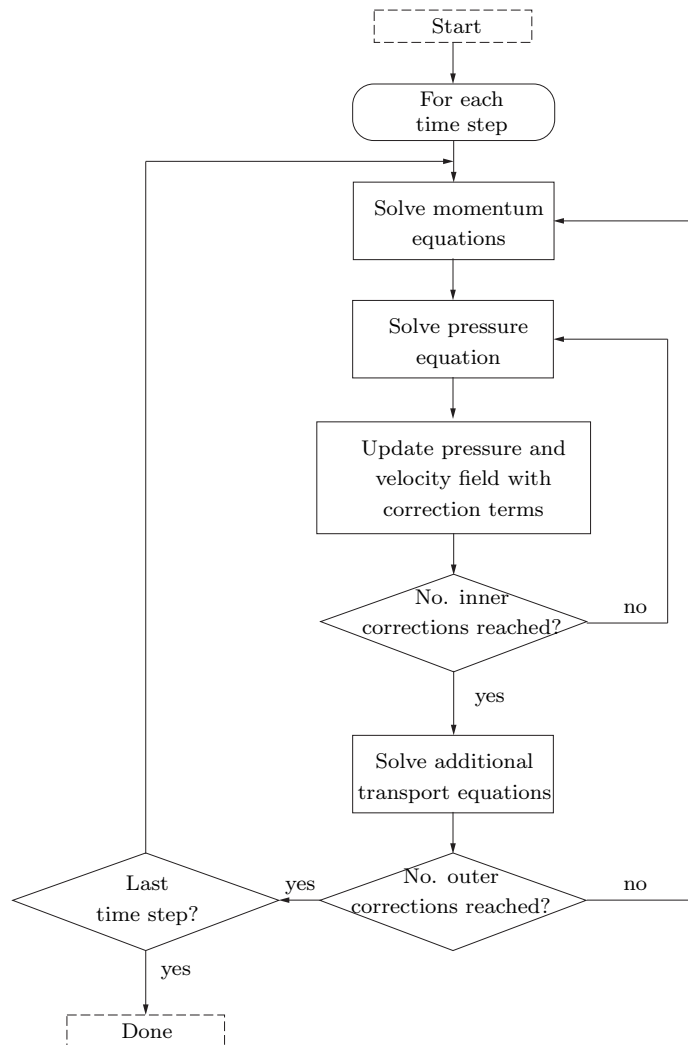 Start
For each
time step
Solve momentum
equations
Solve pressure
equation
Update pressure and
velocity field with
correction terms
No. inner
corrections reached?
no
yes
Solve additional
transport equations
No. outer
corrections reached?
no
yes
Last
time step?
yes
Done